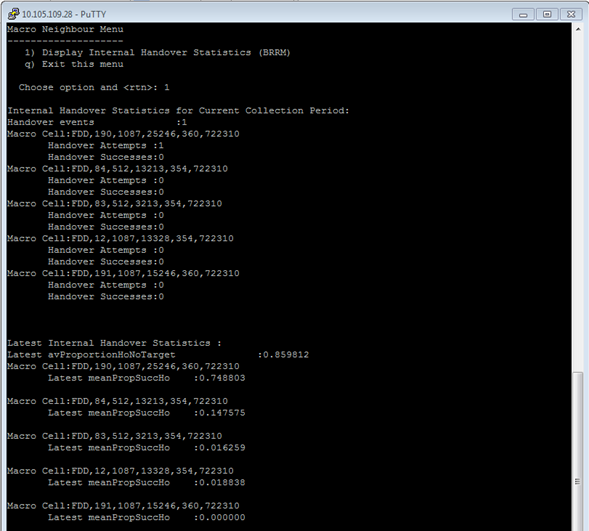 10.105.109.28 - PuTTY
Macro Neighbour Menu
--------------------
1) Display Internal Handover Statistics (BRRM)
q) Exit this menu
Choose option and <rtn>: 1
Internal Handover Statistics for Current Collection Period:
Handover events :1
Macro Cell:FDD,190,1087,25246,360,722310
Handover Attempts :1
Handover Successes:0
Macro Cell:FDD,84,512,13213,354,722310
Handover Attempts :0
Handover Successes:0
Macro Cell:FDD,83,512,3213,354,722310
Handover Attempts :0
Handover Successes:0
Macro Cell:FDD,12,1087,13328,354,722310
Handover Attempts :0
Handover Successes:0
Macro Cell:FDD,191,1087,15246,360,722310
Handover Attempts :0
Handover Successes:0
Latest Internal Handover Statistics :
Latest avProportionHoNoTarget :0.859812
Macro Cell:FDD,190,1087,25246,360,722310
Latest meanPropSuccHo :0.748803
Macro Cell:FDD,84,512,13213,354,722310
Latest meanPropSuccHo :0.147575
Macro Cell:FDD,83,512,3213,354,722310
Latest meanPropSuccHo :0.016259
Macro Cell:FDD,12,1087,13328,354,722310
Latest meanPropSuccHo :0.018838
Macro Cell:FDD,191,1087,15246,360,722310
Latest meanPropSuccHo :0.000000